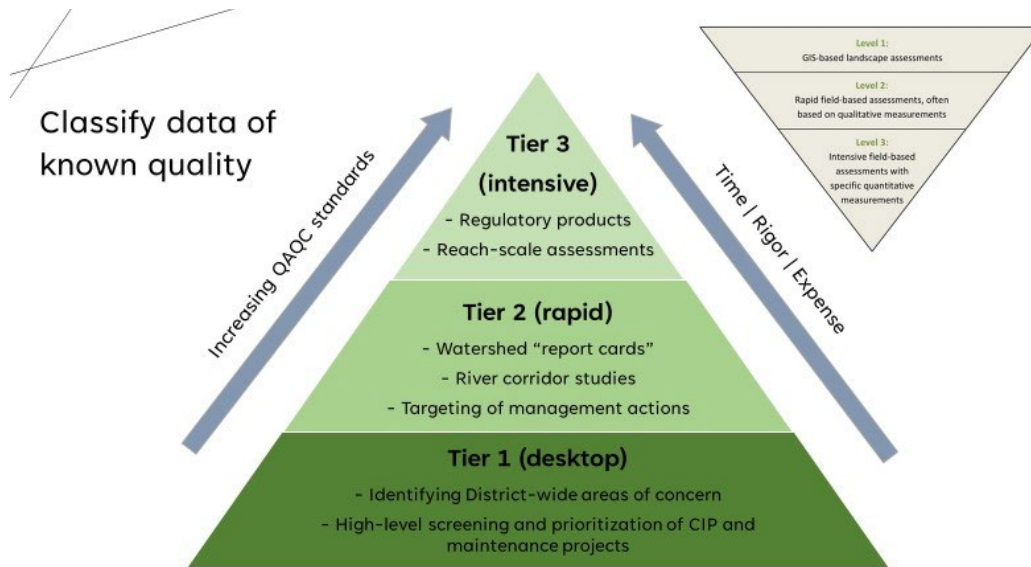 Classify data of
known quality
Increasing QAQC standards
Tier 3
(intensive)
- Regulatory products
- Reach-scale assessments
Tier 2 (rapid)
- Watershed “report cards”
- River corridor studies
- Targeting of management actions
Tier 1 (desktop)
- Identifying District-wide areas of concern
- High-level screening and prioritization of CIP and
maintenance projects
Time | Rigor | Expense
Level 1:
GIS-based landscape assessments
Level 2:
Rapid field-based assessments, often
based on qualitative measurements
Level 3:
Intensive field-based
assessments with
specific quantitative
measurements